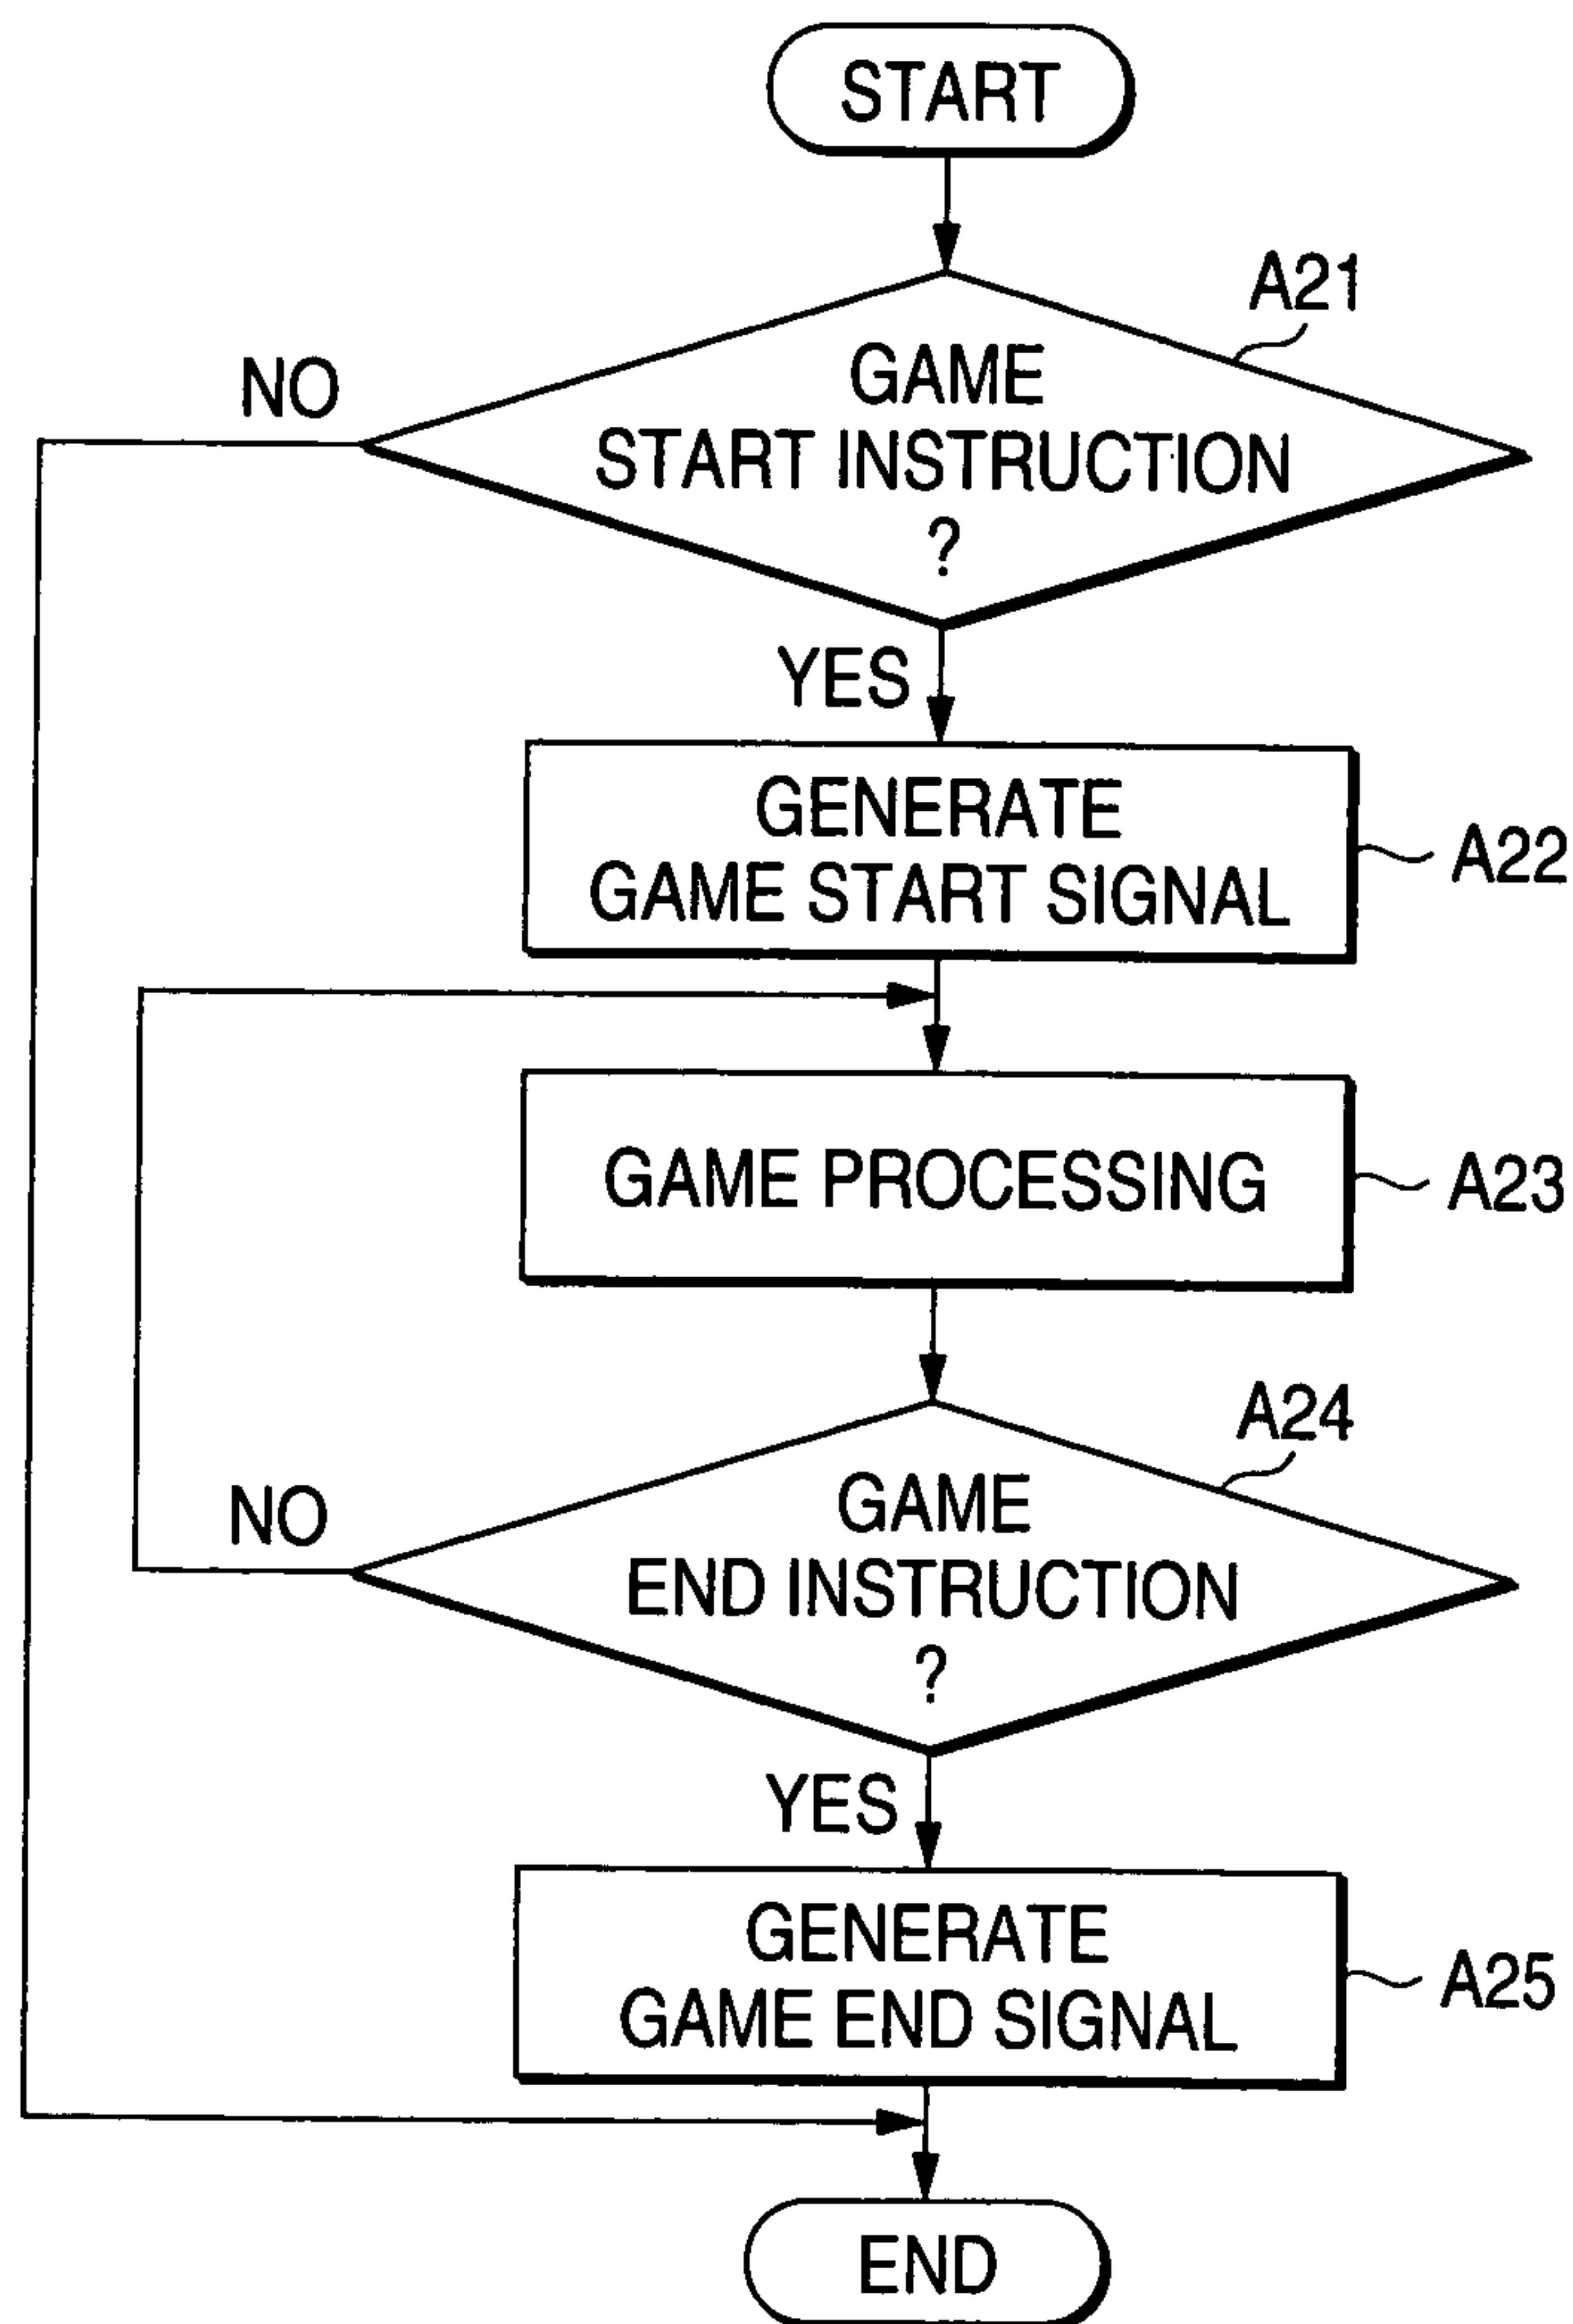 START
A21
GAME
START INSTRUCTION
?
NO
YES
GENERATE
GAME START SIGNAL
A22
GAME PROCESSING
A23
A24
GAME
END INSTRUCTION
?
NO
YES
GENERATE
GAME END SIGNAL
A25
END